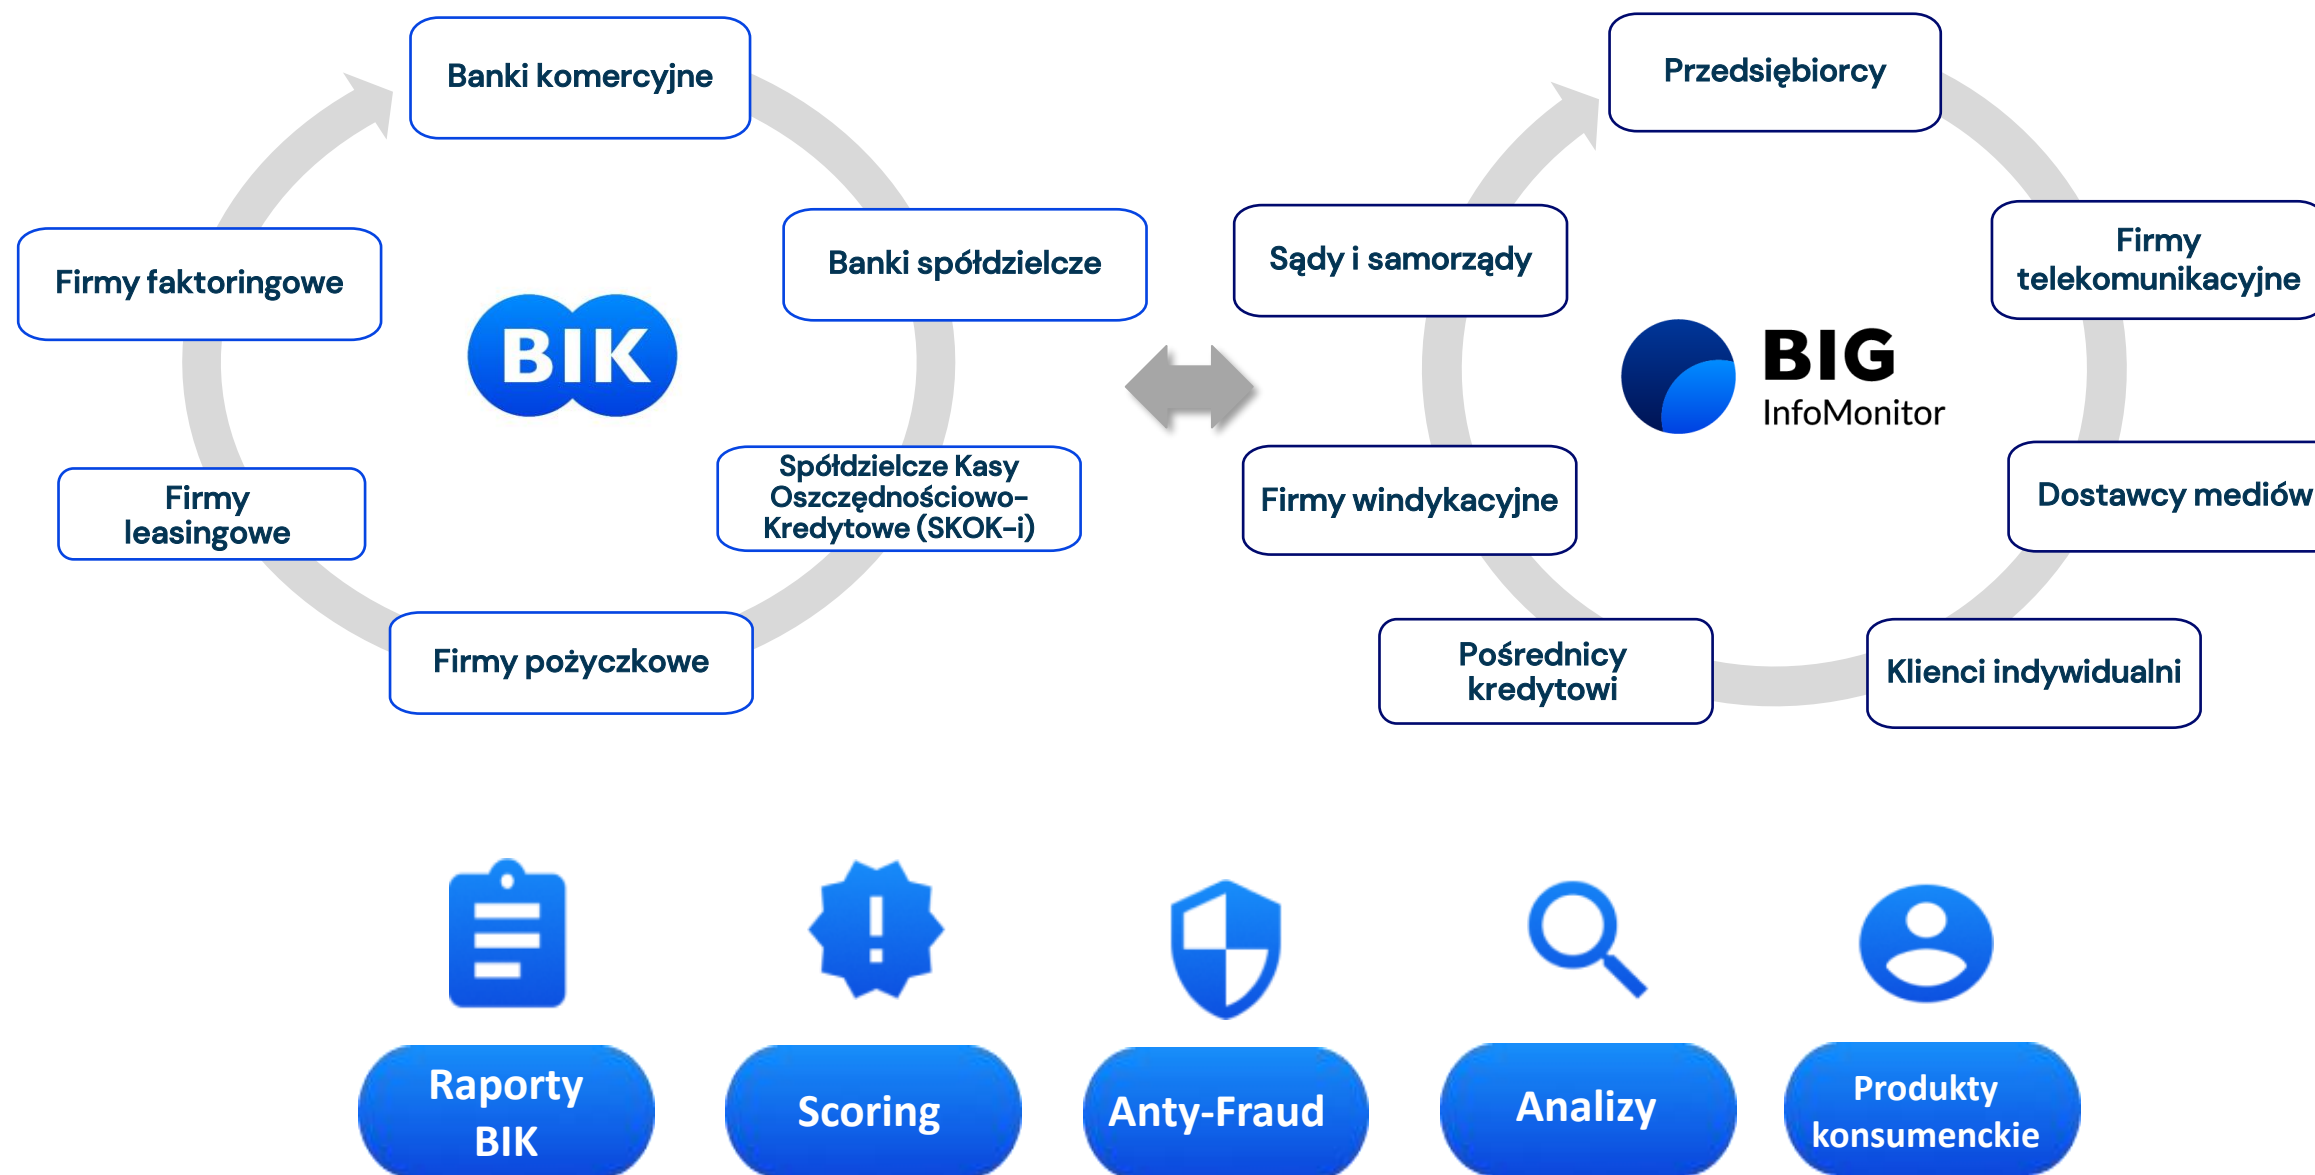 Banki komercyjne
Banki spółdzielcze
Spółdzielcze Kasy
Oszczędnościowo-
Kredytowe (SKOK-i)
Firmy pożyczkowe
Firmy
leasingowe
Firmy faktoringowe
BIK
Przedsiębiorcy
Firmy
telekomunikacyjne
Dostawcy mediów
Klienci indywidualni
Pośrednicy
kredytowi
Firmy windykacyjne
Sądy i samorządy
BIG
InfoMonitor
Raporty
BIK
Scoring
Anty-Fraud
Analizy
Produkty
konsumenckie